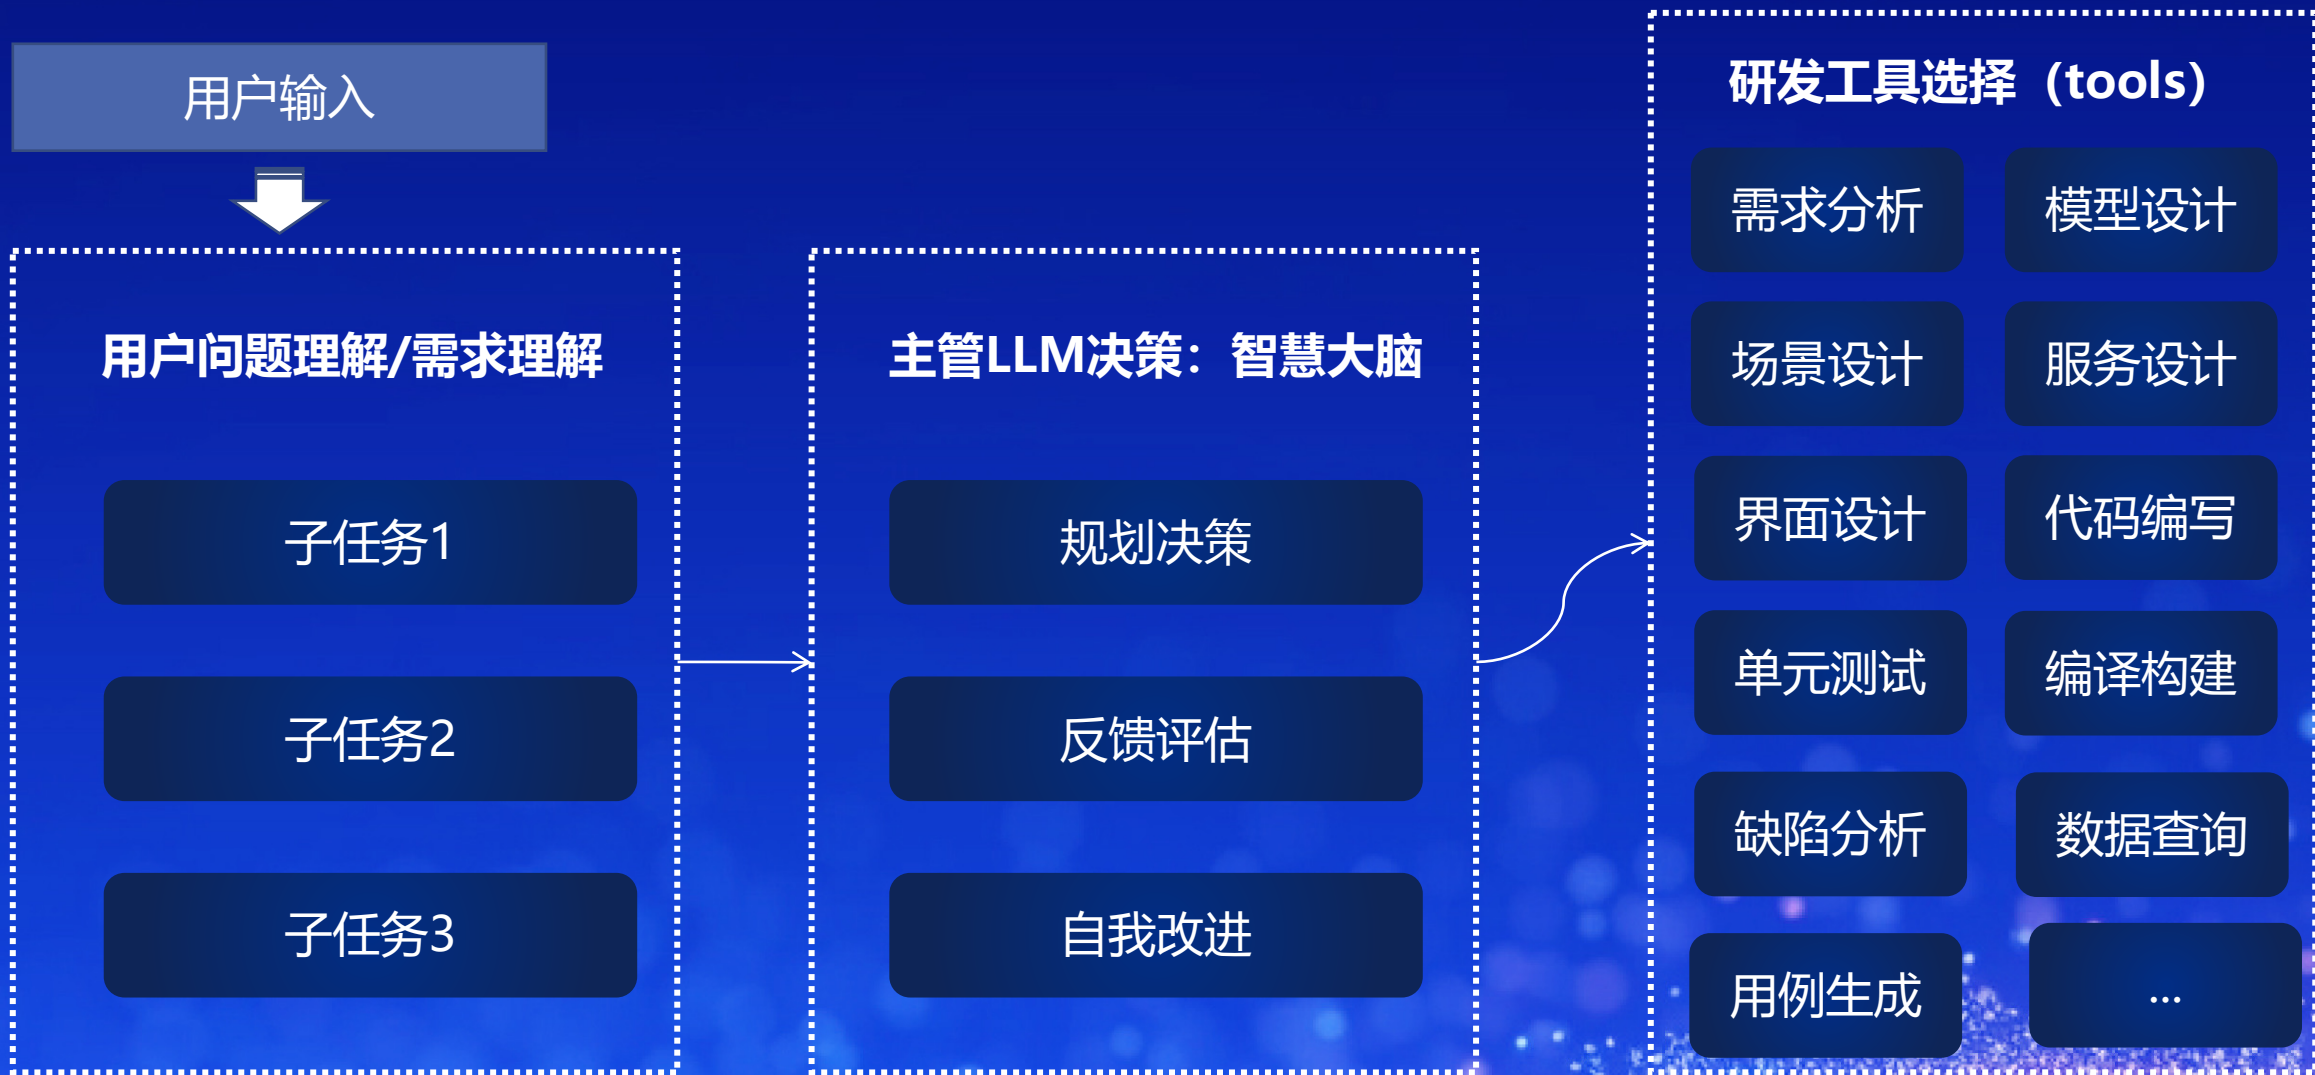 用户输入
用户问题理解/需求理解
子任务1
子任务2
子任务3
主管LLM决策：智慧大脑
规划决策
反馈评估
自我改进
研发工具选择（tools）
需求分析
模型设计
场景设计
服务设计
界面设计
代码编写
单元测试
编译构建
缺陷分析
数据查询
用例生成
...